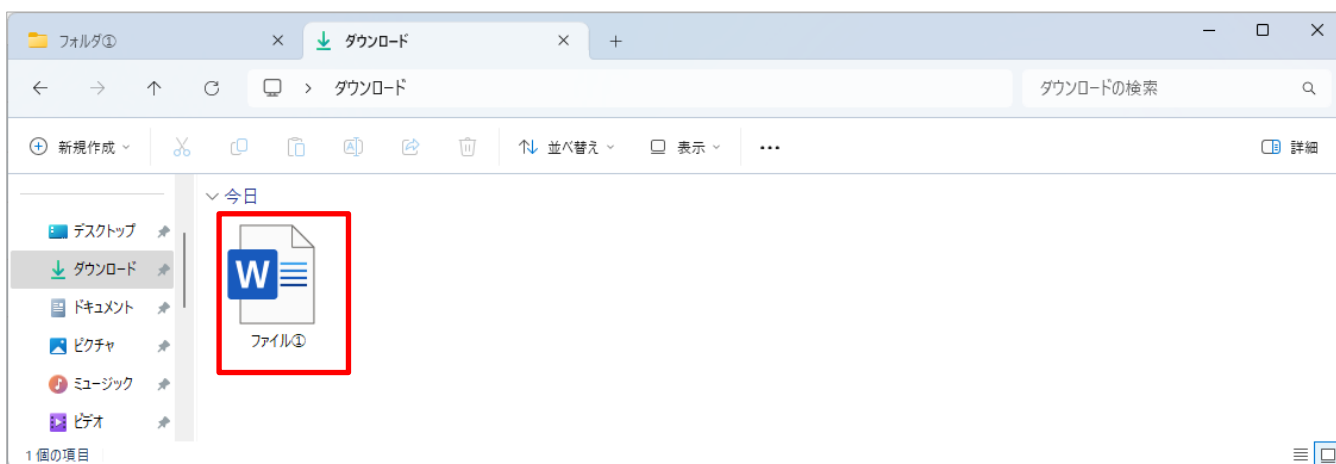 フォルダ①
ダウンロード
ダウンロード
ダウンロードの検索
新規作成
並べ替え
表示
詳細
今日
デスクトップ
ダウンロード
ドキュメント
ピクチャ
ミュージック
ビデオ
W
ファイル①
1 個の項目